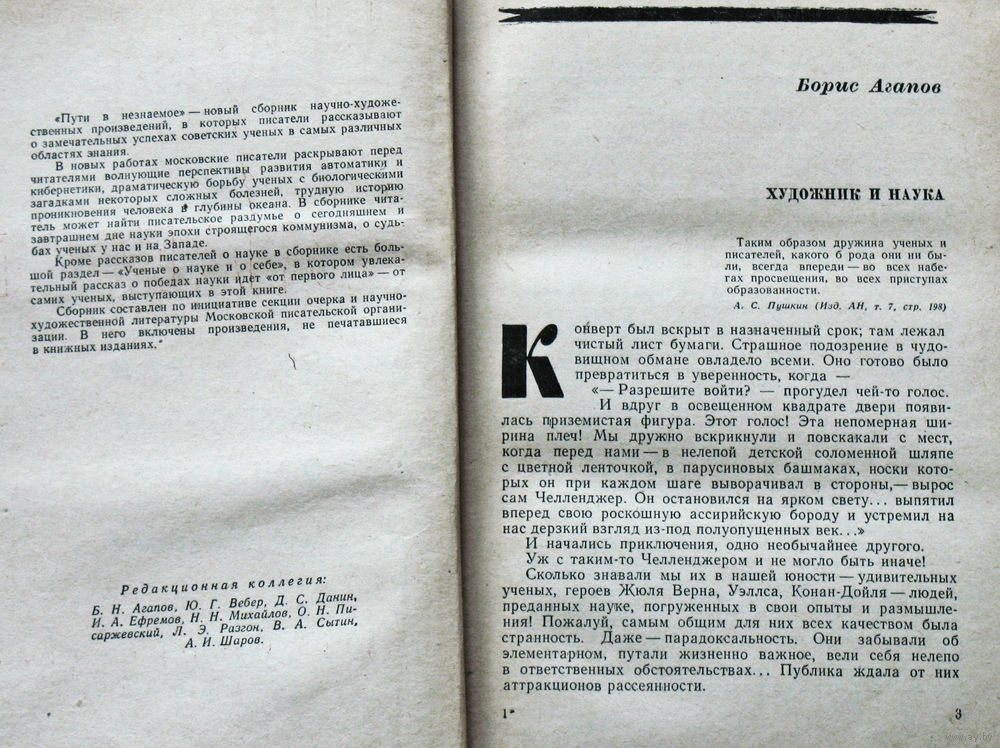 «Пути в незнаемое» — новый сборник научно-художе-
ственных произведений, в которых писатели рассказывают
о замечательных успехах советских ученых в самых различных
областях знания.
В новых работах московские писатели раскрывают перед
читателями волнующие перспективы развития автоматики и
кибернетики, драматическую борьбу ученых с биологическими
загадками некоторых сложных болезней, трудную историю
проникновения человека в глубины океана. В сборнике чита-
тель может найти писательское раздумье о сегодняшнем и
завтрашнем дне науки эпохи строящегося коммунизма, о судь-
бах ученых у нас и на Западе.
Кроме рассказов писателей о науке в сборнике есть боль-
шой раздел — «Ученые о науке и о себе», в котором увлека-
тельный рассказ о победах науки идет «от первого лица» — от
самих ученых, выступающих в этой книге.
Сборник составлен по инициативе секции очерка и научно-
художественной литературы Московской писательской органи-
зации. В него включены произведения, не печатавшиеся
в книжных изданиях.
Редакционная коллегия:
Б. Н. Агапов, Ю. Г. Вебер, Д. С. Данин,
И. А. Ефремов, Н. Н. Михайлов, О. Н. Пи-
саржевский, Л. Э. Разгон, В. А. Сытин,
А. И. Шаров.
Борис Агапов
ХУДОЖНИК И НАУКА
Таким образом дружина ученых и
писателей, какого б рода они ни бы-
ли, всегда впереди — во всех набе-
гах просвещения, во всех приступах
образованности.
А. С. Пушкин (Изд. АН, т. 7, стр. 198)
Конверт был вскрыт в назначенный срок; там лежал
чистый лист бумаги. Страшное подозрение в чудо-
вищном обмане овладело всеми. Оно готово было
превратиться в уверенность, когда —
«— Разрешите войти? — прогудел чей-то голос.
И вдруг в освещенном квадрате двери появи-
лась приземистая фигура. Этот голос! Эта непомерная ши-
рина плеч! Мы дружно вскрикнули и повскакали с мест,
когда перед нами — в нелепой детской соломенной шляпе
с цветной ленточкой, в парусиновых башмаках, носки кото-
рых он при каждом шаге выворачивал в стороны, — вырос
сам Челленджер. Он остановился на ярком свету... выпятил
вперед свою роскошную ассирийскую бороду и устремил на
нас дерзкий взгляд из-под полуопущенных век...»
И начались приключения, одно необычайнее другого.
Уж с таким-то Челленджером и не могло быть иначе!
Сколько знавали мы их в нашей юности — удивительных
ученых, героев Жюля Верна, Уэллса, Конан-Дойля — людей,
преданных науке, погруженных в свои опыты и размышле-
ния! Пожалуй, самым общим для них всех качеством была
странность. Даже — парадоксальность. Они забывали об
элементарном, путали жизненно важное, вели себя нелепо
в ответственных обстоятельствах... Публика ждала от них
аттракционов рассеянности.
1* 3
www.ay.by